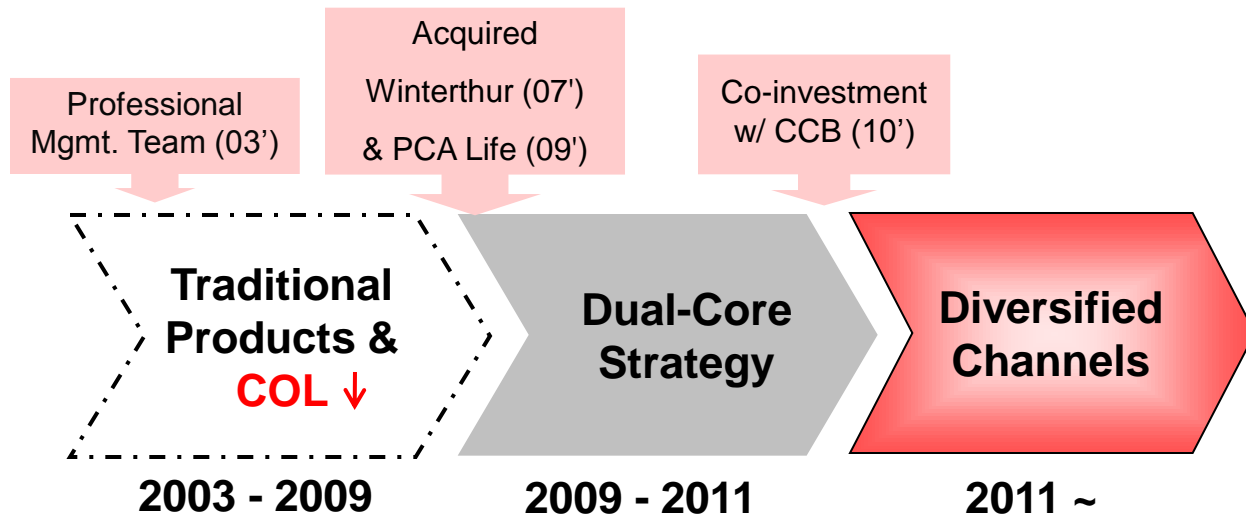 Professional
Mgmt. Team (03’)
Acquired
Winterthur (07')
& PCA Life (09')
Co-investment
w/ CCB (10’)
Traditional
Products &
COL ↓
Dual-Core
Strategy
Diversified
Channels
2003 - 2009
2009 - 2011
2011 ~